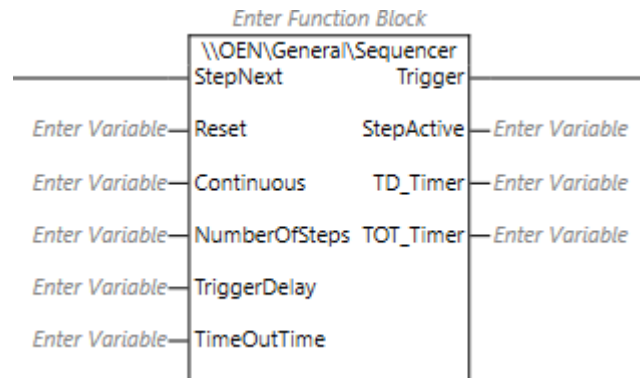 Enter Function Block
\\OEN\General\Sequencer
StepNext Trigger
Enter Variable Reset StepActive Enter Variable
Enter Variable Continuous TD_Timer Enter Variable
Enter Variable NumberOfSteps TOT_Timer Enter Variable
Enter Variable TriggerDelay
Enter Variable TimeOutTime